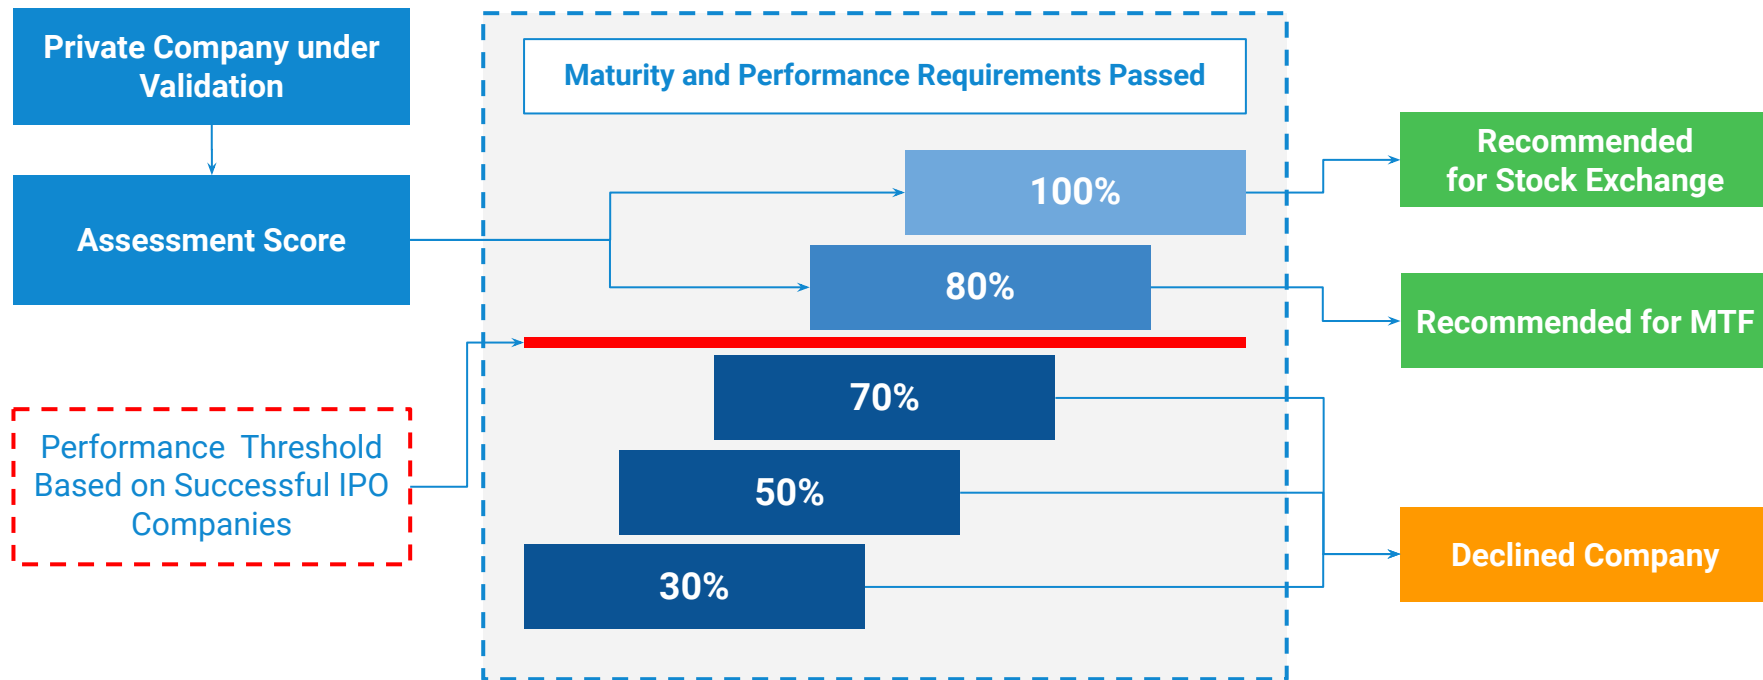 Private Company under
Validation
Assessment Score
Performance  Threshold
Based on Successful IPO
Companies
Maturity and Performance Requirements Passed
100%
80%
70%
50%
30%
Recommended
for Stock Exchange
Recommended for MTF
Declined Company